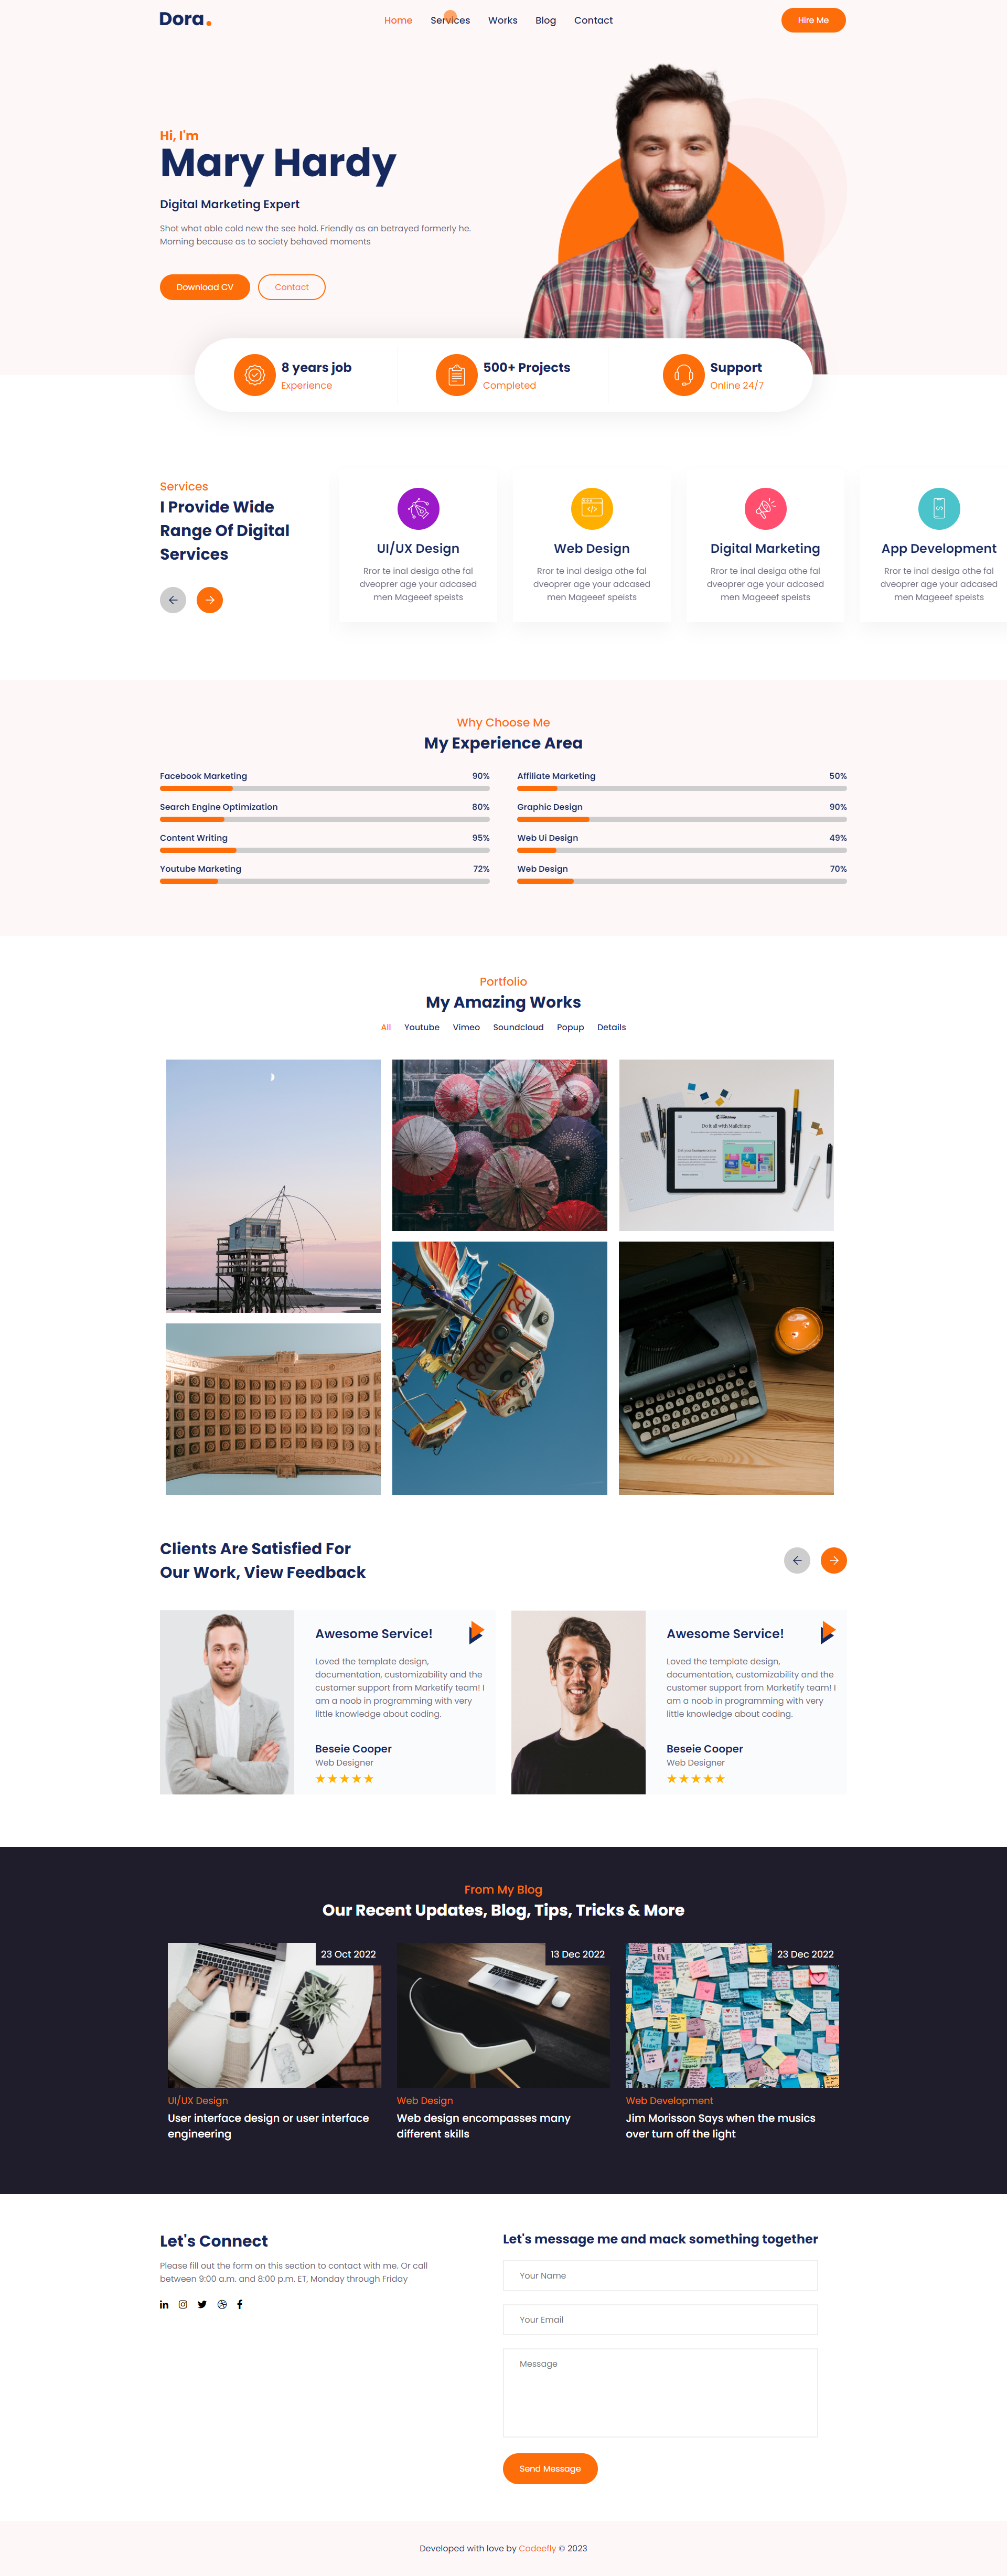 Dora.
Home Services Works Blog Contact
Hire Me
Hi, I'm
Mary Hardy
Digital Marketing Expert
Shot what able cold new the see hold. Friendly as an betrayed formerly he.
Morning because as to society behaved moments
Download CV
Contact
8 years job
Experience
500+ Projects
Completed
Support
Online 24/7
Services
I Provide Wide
Range Of Digital
Services
UI/UX Design
Rror te inal desiga othe fal
dveoprer age your adcased
men Mageeef speists
Web Design
Rror te inal desiga othe fal
dveoprer age your adcased
men Mageeef speists
Digital Marketing
Rror te inal desiga othe fal
dveoprer age your adcased
men Mageeef speists
App Development
Rror te inal desiga othe fal
dveoprer age your adcased
men Mageeef speists
Why Choose Me
My Experience Area
Facebook Marketing 90%
Search Engine Optimization 80%
Content Writing 95%
Youtube Marketing 72%
Affiliate Marketing 50%
Graphic Design 90%
Web Ui Design 49%
Web Design 70%
Portfolio
My Amazing Works
All Youtube Vimeo Soundcloud Popup Details
Do it all with Mailchimp
Clients Are Satisfied For
Our Work, View Feedback
Awesome Service!
Loved the template design,
documentation, customizability and the
customer support from Marketify team! I
am a noob in programming with very
little knowledge about coding.
Beseie Cooper
Web Designer
Awesome Service!
Loved the template design,
documentation, customizability and the
customer support from Marketify team! I
am a noob in programming with very
little knowledge about coding.
Beseie Cooper
Web Designer
From My Blog
Our Recent Updates, Blog, Tips, Tricks & More
23 Oct 2022
UI/UX Design
User interface design or user interface
engineering
13 Dec 2022
Web Design
Web design encompasses many
different skills
23 Dec 2022
Web Development
Jim Morisson Says when the musics
over turn off the light
Let's Connect
Please fill out the form on this section to contact with me. Or call
between 9:00 a.m. and 8:00 p.m. ET, Monday through Friday
Let's message me and mack something together
Your Name
Your Email
Message
Send Message
Developed with love by Codeefly © 2023